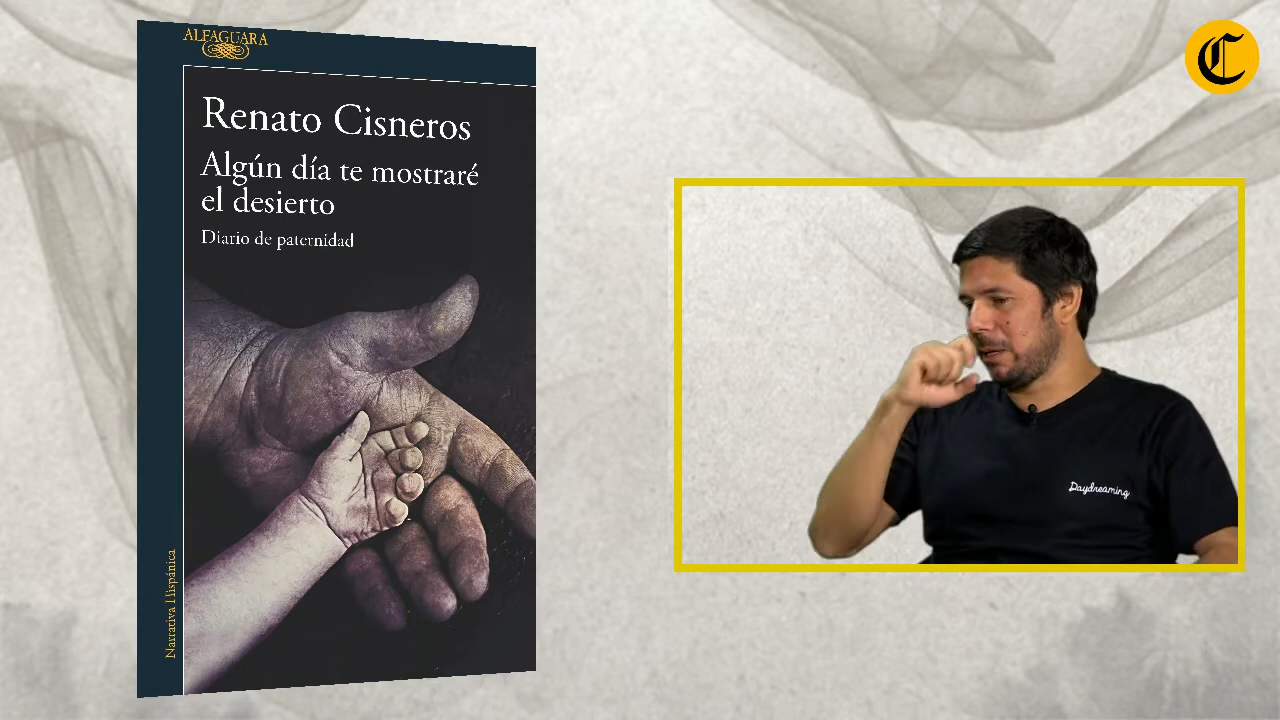 ALFAGUARA
Renato Cisneros
Algún día te mostraré
el desierto
Diario de paternidad
Narrativa Hispánica
C
Daydreaming